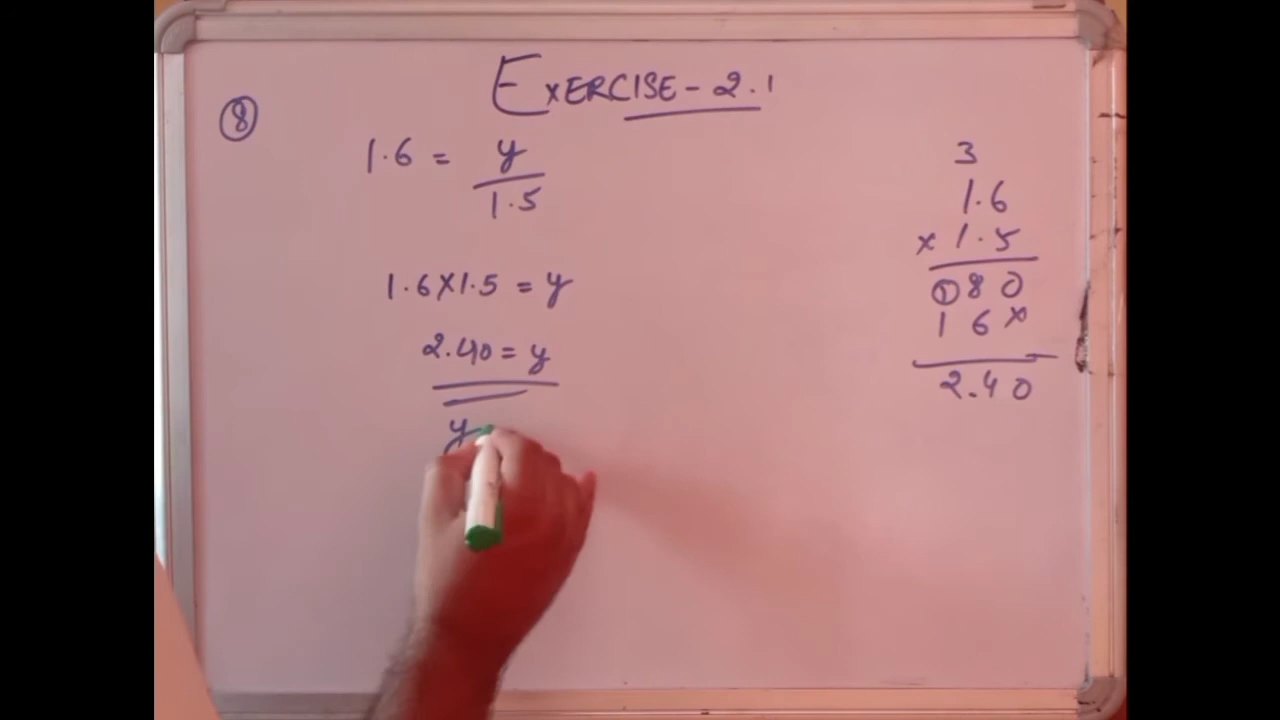 EXERCISE - 2.1
⑧
1.6 = y
1.5
1.6×1.5 = y
2.40 = y
y
3
1.6
× 1.5
①80
16×
2.40